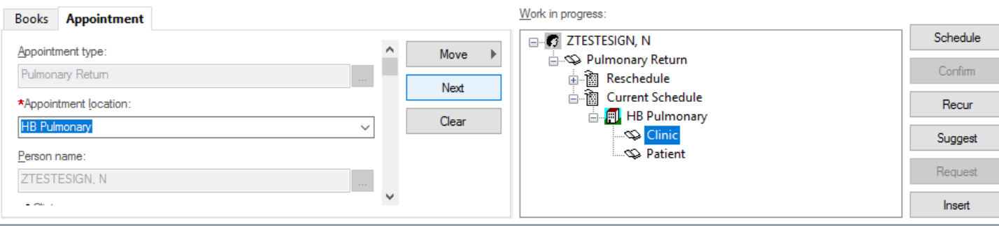 Books Appointment
Appointment type:
Pulmonary Return
...
*Appointment location:
HB Pulmonary
Person name:
ZTESTESIGN, N
...
Move
Next
Clear
Work in progress:
ZTESTESIGN, N
Pulmonary Return
Reschedule
Current Schedule
HB Pulmonary
Clinic
Patient
Schedule
Confirm
Recur
Suggest
Request
Insert